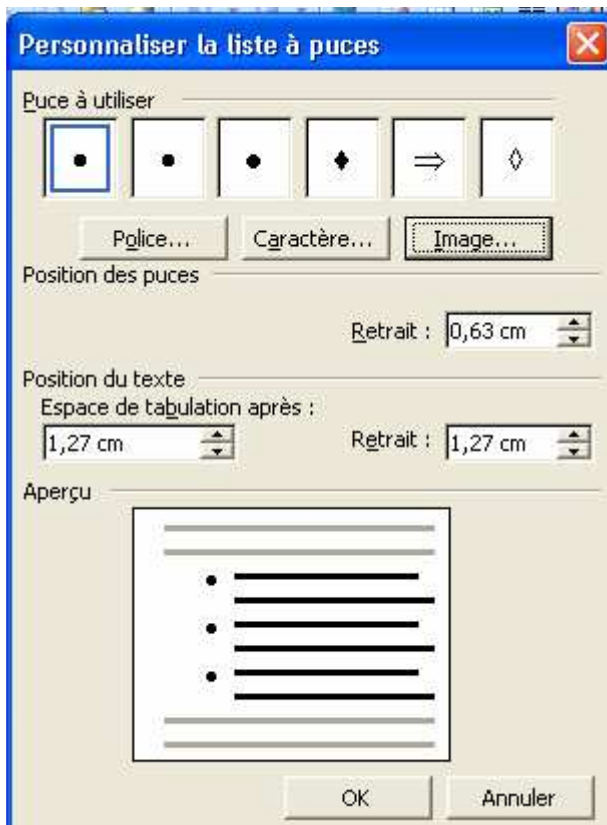 Personnaliser la liste à puces
Puce à utiliser
Police... Caractère... Image...
Position des puces
Retrait : 0,63 cm
Position du texte
Espace de tabulation après :
1,27 cm Retrait : 1,27 cm
Aperçu
OK Annuler